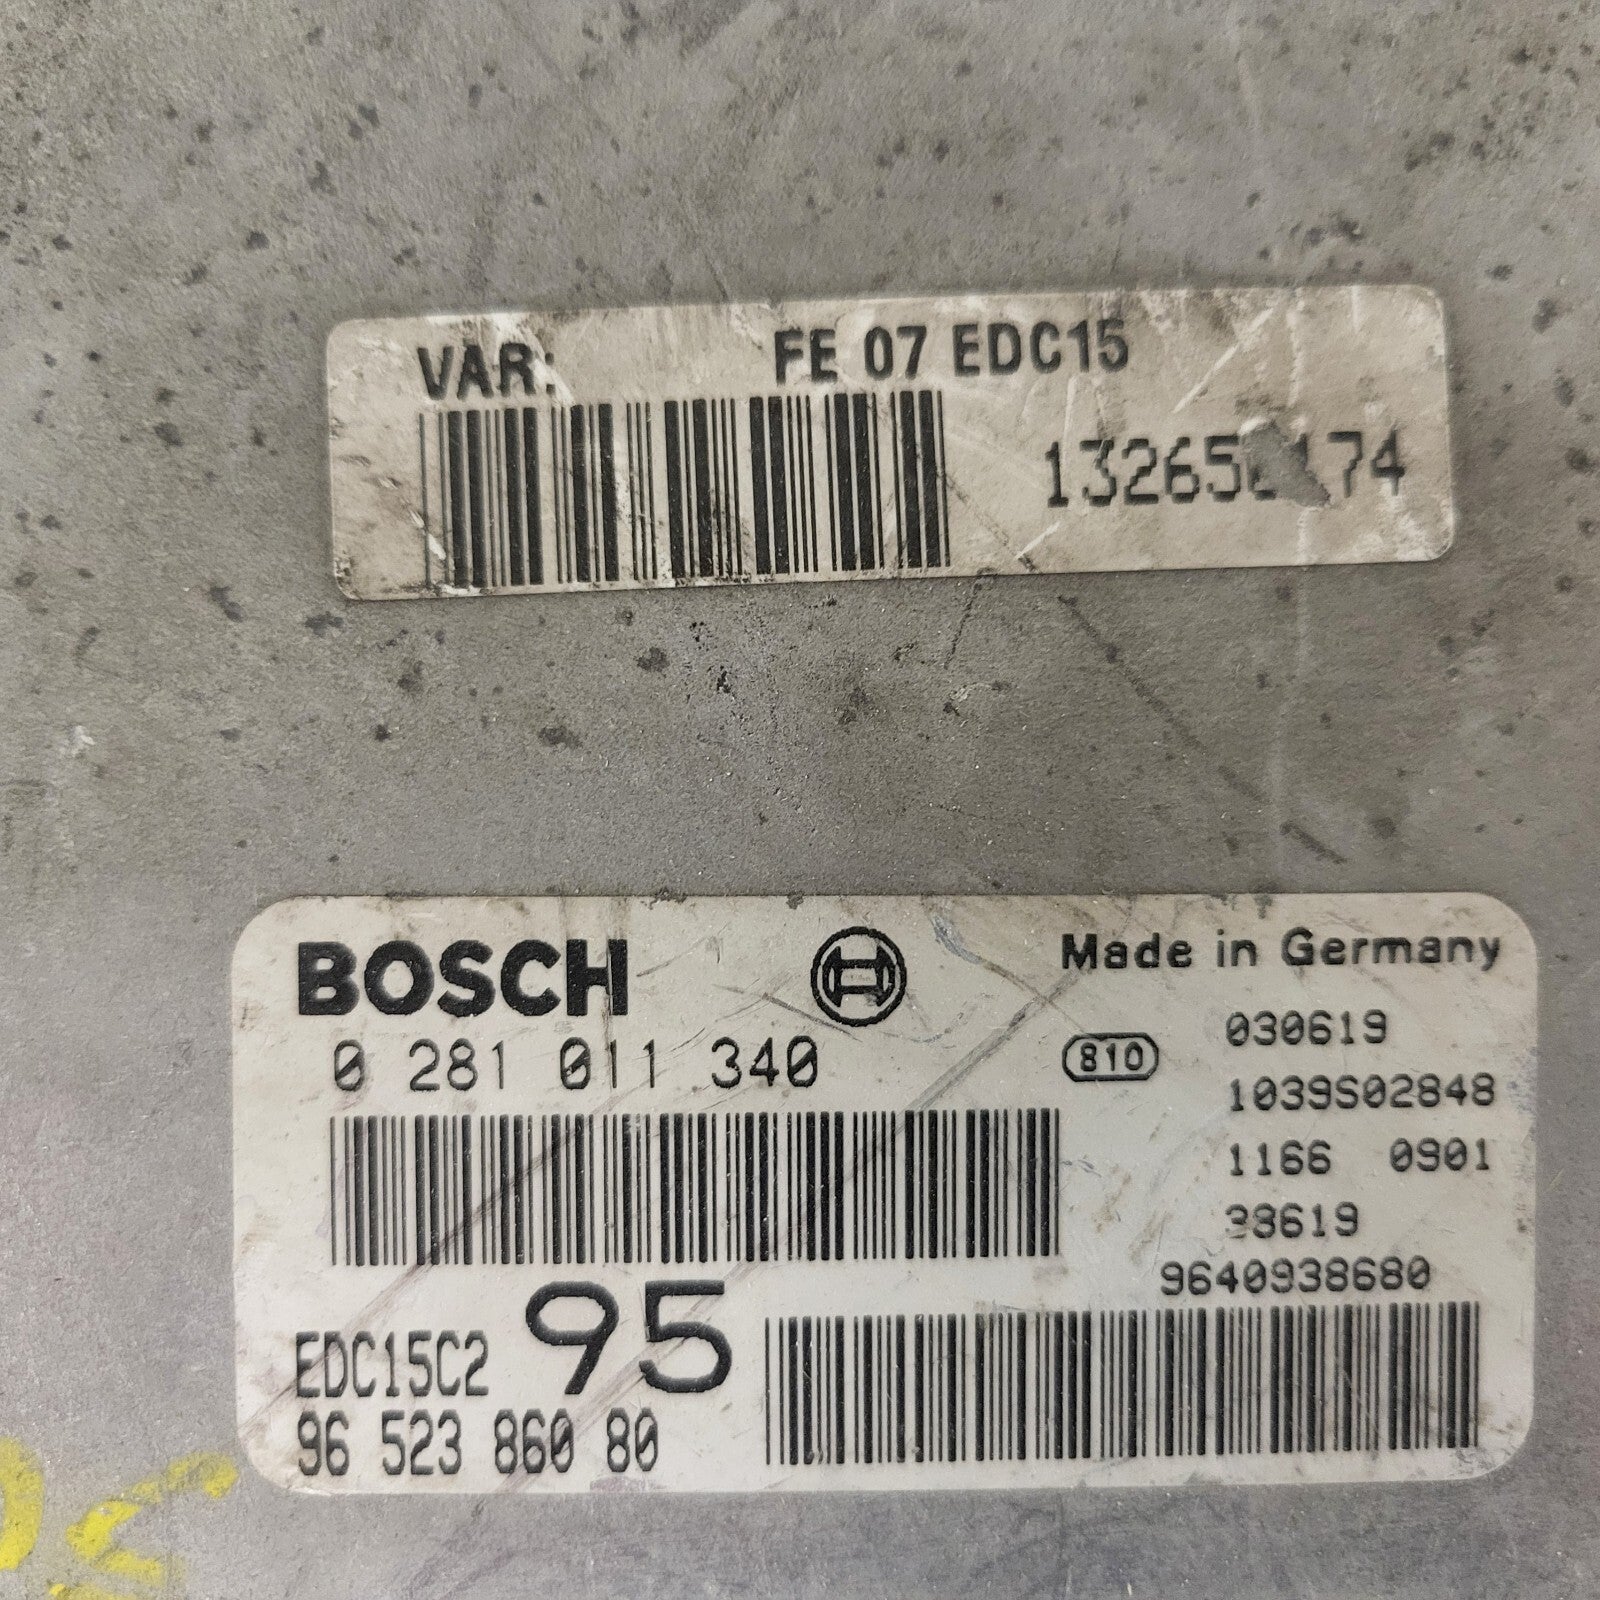 VAR: FE 07 EDC15
BOSCH Made in Germany
0 281 011 340 810 030619
1039S02848
1166 0901
38619
9640938680
EDC15C2 95
96 523 860 80